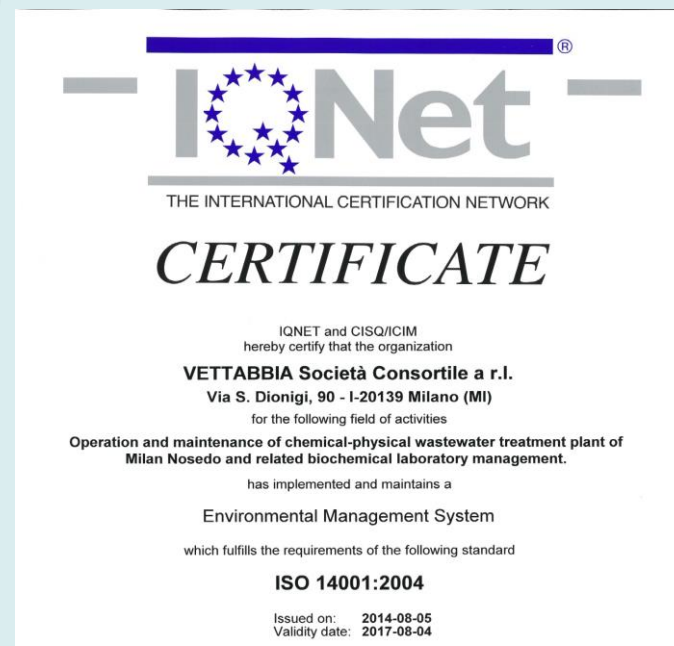 IQNet ®
THE INTERNATIONAL CERTIFICATION NETWORK
CERTIFICATE
IQNET and CISQ/ICIM
hereby certify that the organization
VETTABBIA Società Consortile a r.l.
Via S. Dionigi, 90 - I-20139 Milano (MI)
for the following field of activities
Operation and maintenance of chemical-physical wastewater treatment plant of
Milan Nosedo and related biochemical laboratory management.
has implemented and maintains a
Environmental Management System
which fulfills the requirements of the following standard
ISO 14001:2004
Issued on: 2014-08-05
Validity date: 2017-08-04